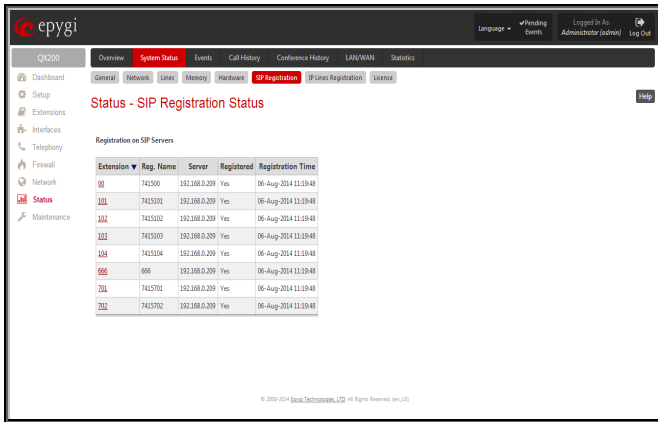 epygi
Language ▾
✔Pending Events
Logged In As:
Administrator (admin)
Log Out
QX200
Overview System Status Events Call History Conference History LAN/WAN Statistics
Dashboard
Setup
Extensions
Interfaces
Telephony
Firewall
Network
Status
Maintenance
General Network Lines Memory Hardware SIP Registration IP Lines Registration License
Status - SIP Registration Status
Help
Registration on SIP Servers
Extension ▼ Reg. Name Server Registered Registration Time
00 741500 192.168.0.209 Yes 06-Aug-2014 11:19:48
101 7415101 192.168.0.209 Yes 06-Aug-2014 11:19:48
102 7415102 192.168.0.209 Yes 06-Aug-2014 11:19:48
103 7415103 192.168.0.209 Yes 06-Aug-2014 11:19:48
104 7415104 192.168.0.209 Yes 06-Aug-2014 11:19:48
666 666 192.168.0.209 Yes 06-Aug-2014 11:19:48
701 7415701 192.168.0.209 Yes 06-Aug-2014 11:19:48
702 7415702 192.168.0.209 Yes 06-Aug-2014 11:19:48
© 2000-2014 Epygi Technologies, LTD. All Rights Reserved. (en_US)